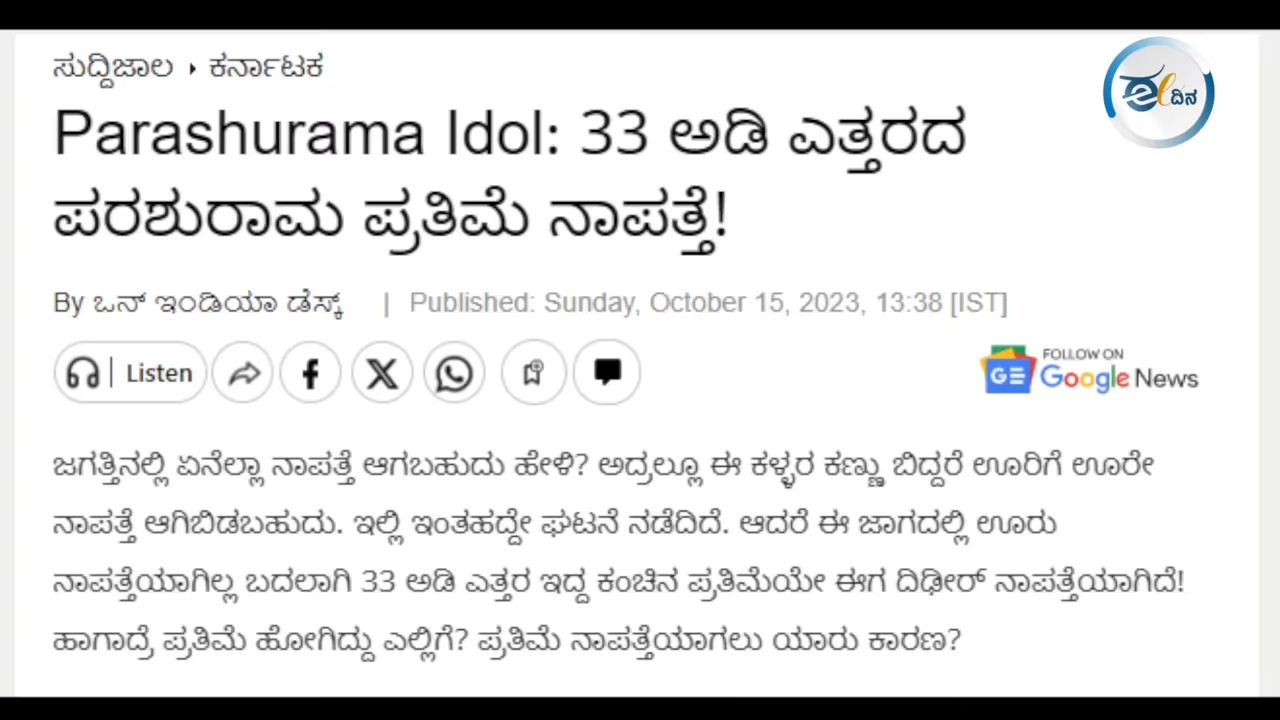 ಸುದ್ದಿಜಾಲ ▸ ಕರ್ನಾಟಕ
ಈ ದಿನ
Parashurama Idol: 33 ಅಡಿ ಎತ್ತರದ
ಪರಶುರಾಮ ಪ್ರತಿಮೆ ನಾಪತ್ತೆ!
By ಒನ್ ಇಂಡಿಯಾ ಡೆಸ್ಕ್ | Published: Sunday, October 15, 2023, 13:38 [IST]
Listen
FOLLOW ON
Google News
ಜಗತ್ತಿನಲ್ಲಿ ಏನೆಲ್ಲಾ ನಾಪತ್ತೆ ಆಗಬಹುದು ಹೇಳಿ? ಅದ್ರಲ್ಲೂ ಈ ಕಳ್ಳರ ಕಣ್ಣು ಬಿದ್ದರೆ ಊರಿಗೆ ಊರೇ
ನಾಪತ್ತೆ ಆಗಿಬಿಡಬಹುದು. ಇಲ್ಲಿ ಇಂತಹದ್ದೇ ಘಟನೆ ನಡೆದಿದೆ. ಆದರೆ ಈ ಜಾಗದಲ್ಲಿ ಊರು
ನಾಪತ್ತೆಯಾಗಿಲ್ಲ ಬದಲಾಗಿ 33 ಅಡಿ ಎತ್ತರ ಇದ್ದ ಕಂಚಿನ ಪ್ರತಿಮೆಯೇ ಈಗ ದಿಢೀರ್ ನಾಪತ್ತೆಯಾಗಿದೆ!
ಹಾಗಾದ್ರೆ ಪ್ರತಿಮೆ ಹೋಗಿದ್ದು ಎಲ್ಲಿಗೆ? ಪ್ರತಿಮೆ ನಾಪತ್ತೆಯಾಗಲು ಯಾರು ಕಾರಣ?